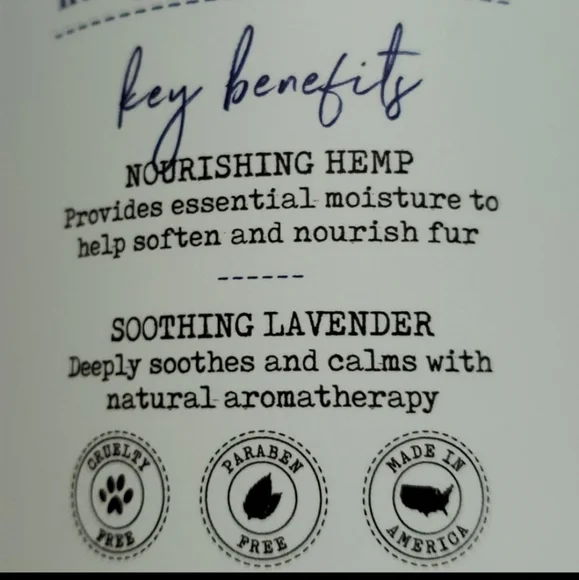 key benefits
NOURISHING HEMP
Provides essential moisture to
help soften and nourish fur
SOOTHING LAVENDER
Deeply soothes and calms with
natural aromatherapy
CRUELTY
FREE
PARABEN
FREE
MADE IN
AMERICA